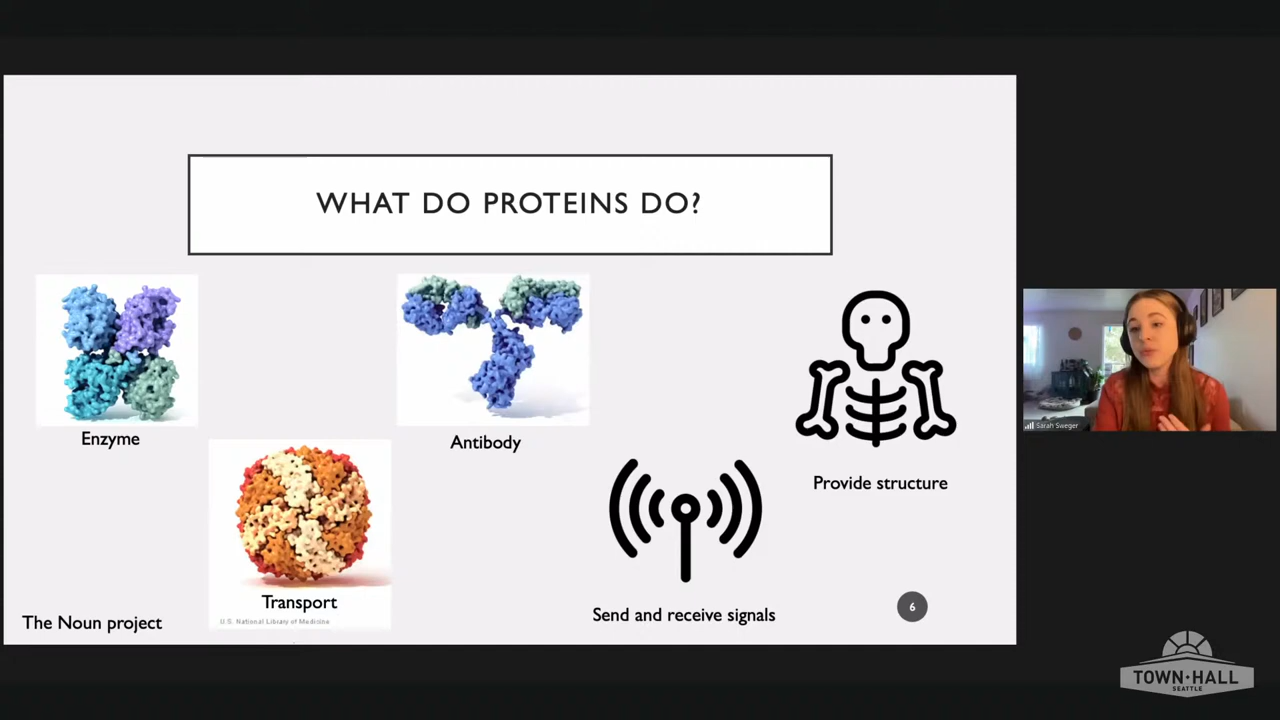 WHAT DO PROTEINS DO?
Enzyme
Antibody
Provide structure
Transport
U.S. National Library of Medicine
Send and receive signals
6
The Noun project
Sarah Sweger
TOWN·HALL
SEATTLE